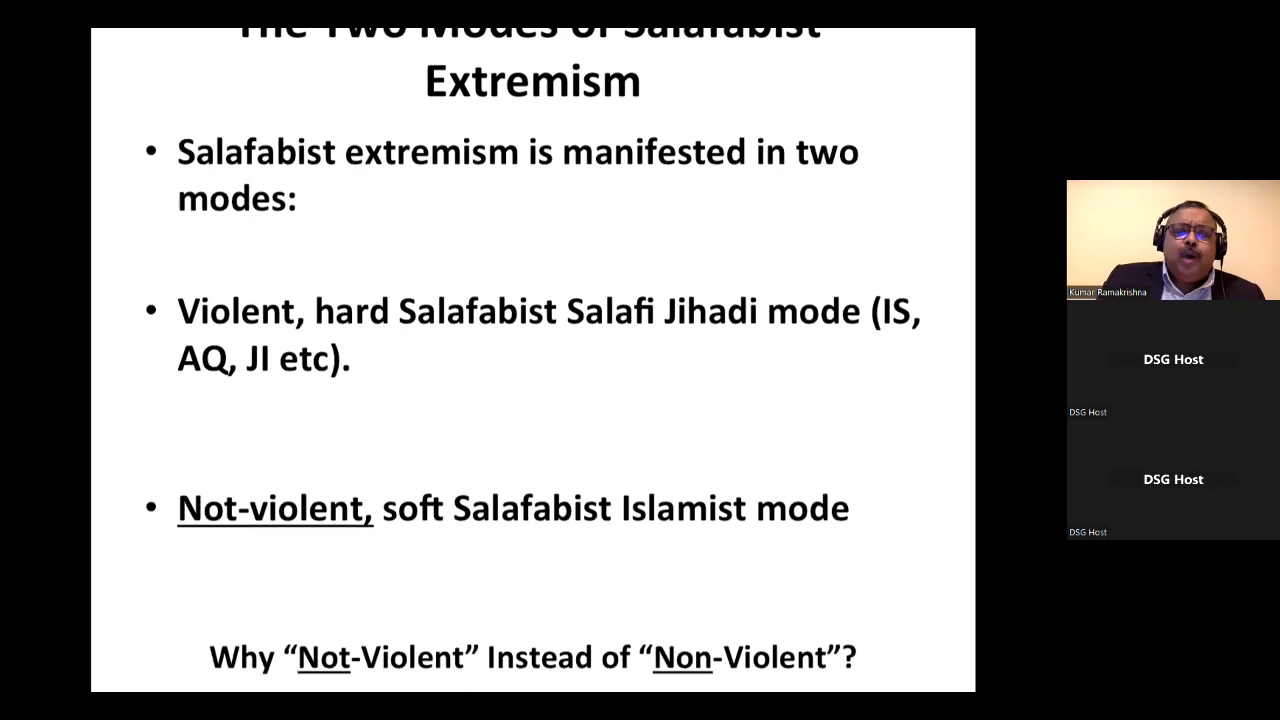 The Two Modes of Salafabist
Extremism
• Salafabist extremism is manifested in two
modes:
• Violent, hard Salafabist Salafi Jihadi mode (IS,
AQ, JI etc).
• Not-violent, soft Salafabist Islamist mode
Why “Not-Violent” Instead of “Non-Violent”?
Kumar Ramakrishna
DSG Host
DSG Host
DSG Host
DSG Host